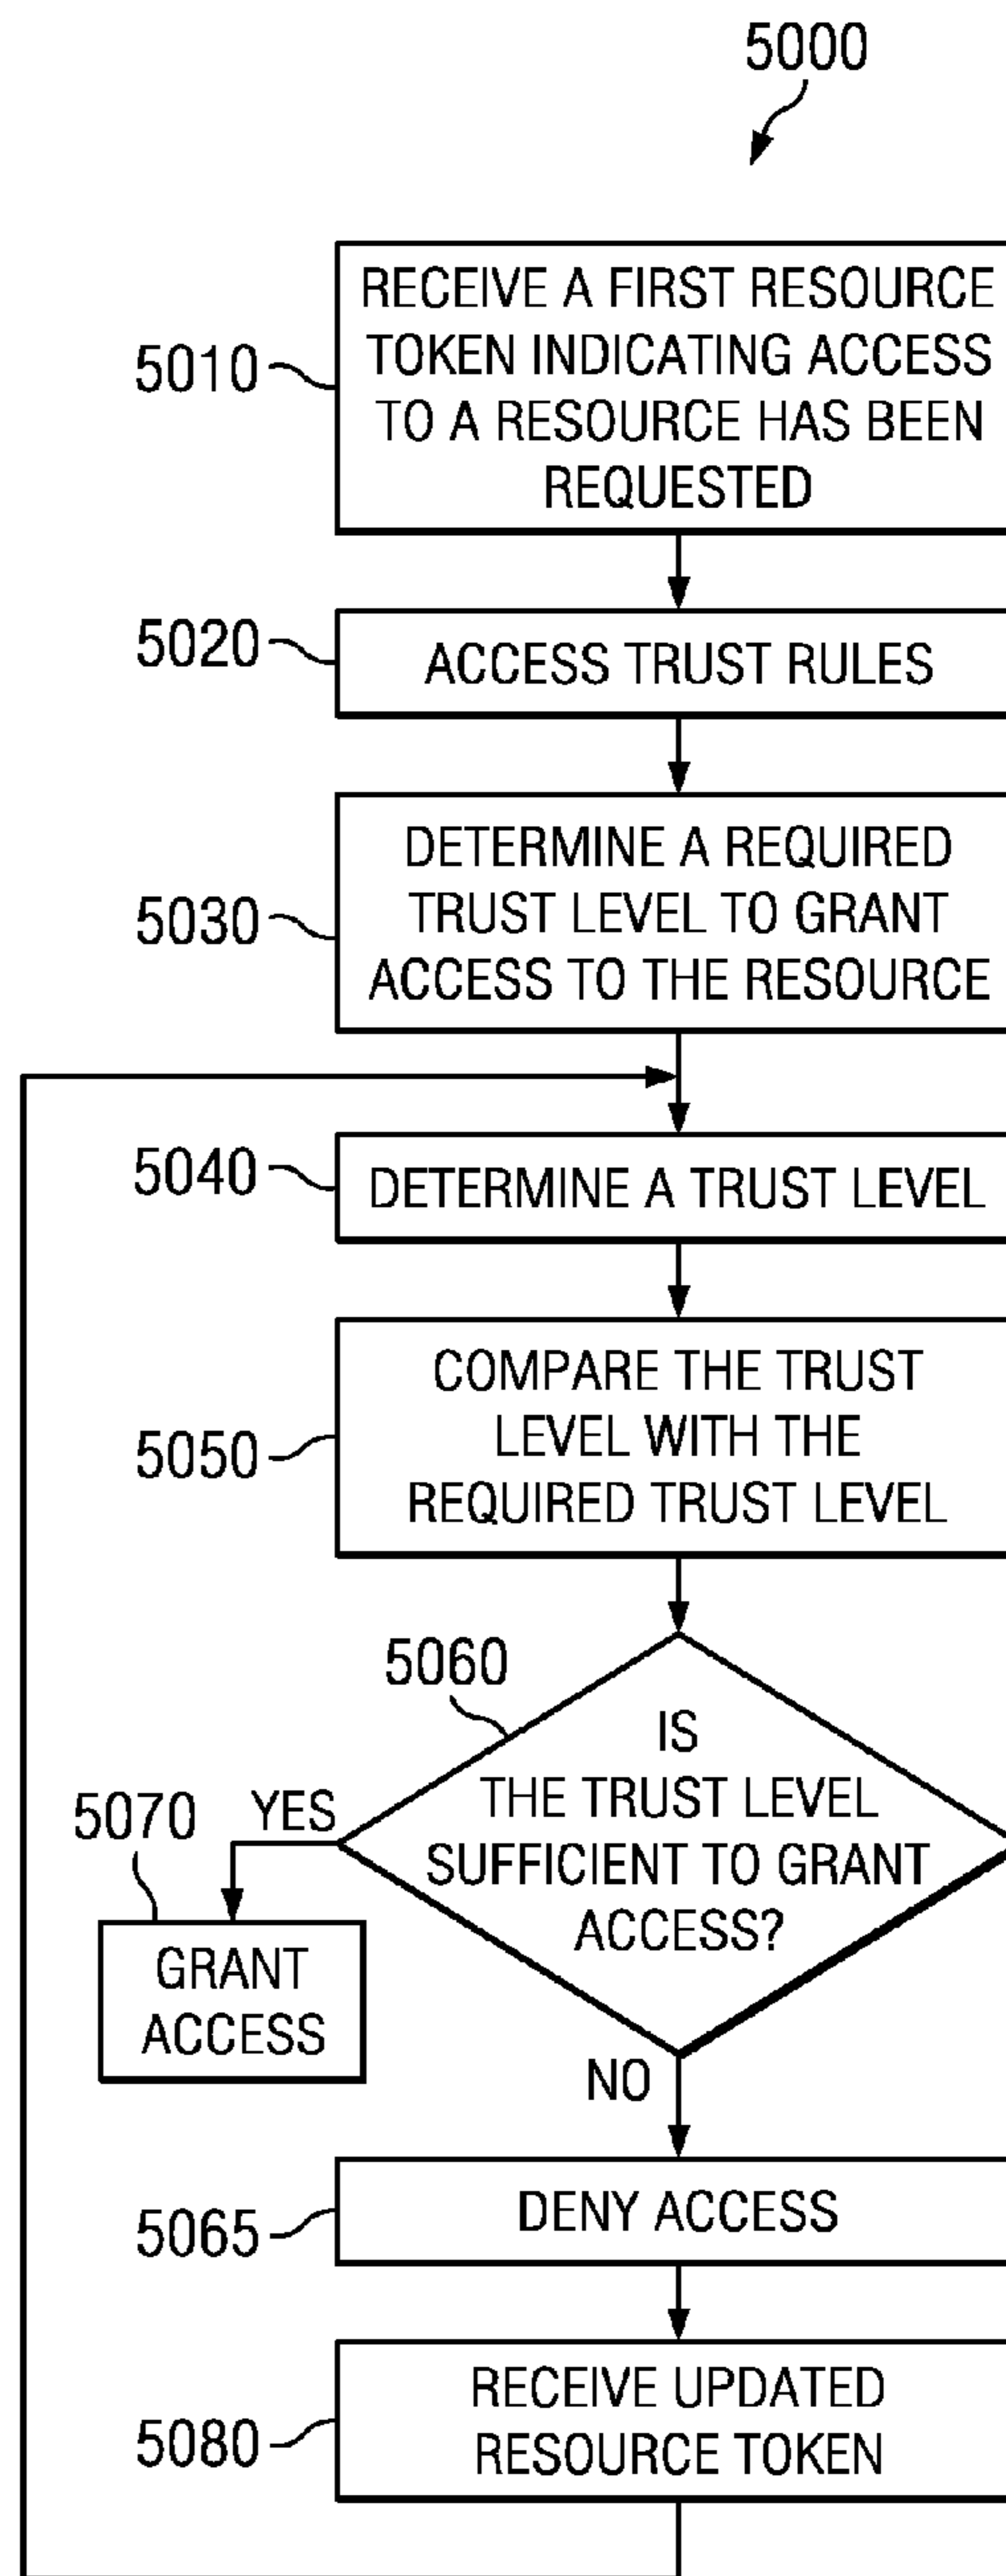 5000
5010
RECEIVE A FIRST RESOURCE
TOKEN INDICATING ACCESS
TO A RESOURCE HAS BEEN
REQUESTED
5020
ACCESS TRUST RULES
5030
DETERMINE A REQUIRED
TRUST LEVEL TO GRANT
ACCESS TO THE RESOURCE
5040
DETERMINE A TRUST LEVEL
5050
COMPARE THE TRUST
LEVEL WITH THE
REQUIRED TRUST LEVEL
5060
IS
THE TRUST LEVEL
SUFFICIENT TO GRANT
ACCESS?
YES
5070
GRANT
ACCESS
NO
5065
DENY ACCESS
5080
RECEIVE UPDATED
RESOURCE TOKEN